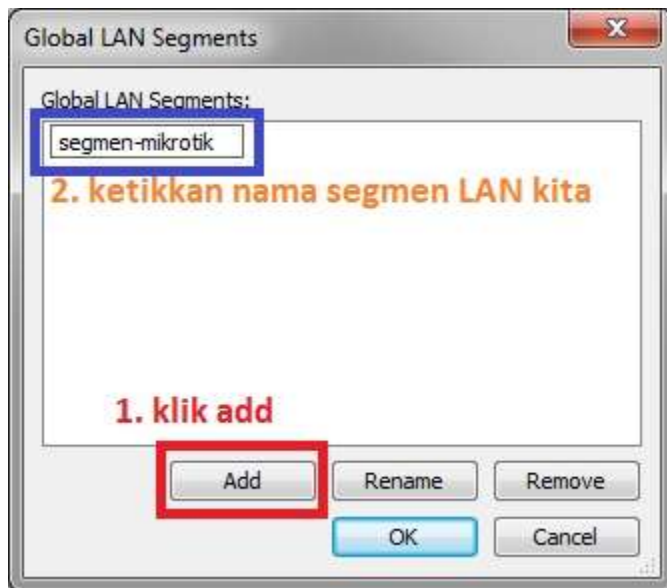 Global LAN Segments
Global LAN Segments:
segmen-mikrotik
2. ketikkan nama segmen LAN kita
1. klik add
Add Rename Remove
OK Cancel